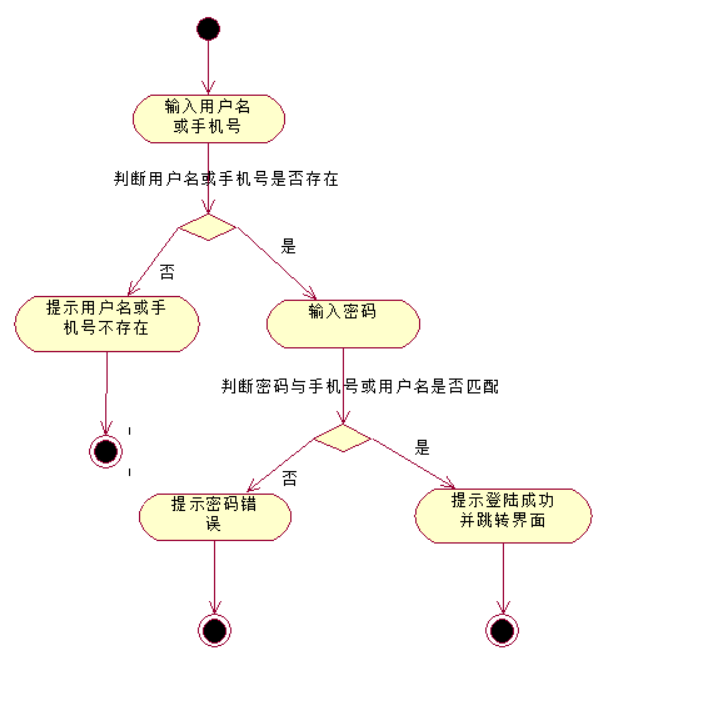 输入用户名
或手机号
判断用户名或手机号是否存在
是
否
提示用户名或手
机号不存在
输入密码
判断密码与手机号或用户名是否匹配
是
否
提示密码错
误
提示登陆成功
并跳转界面